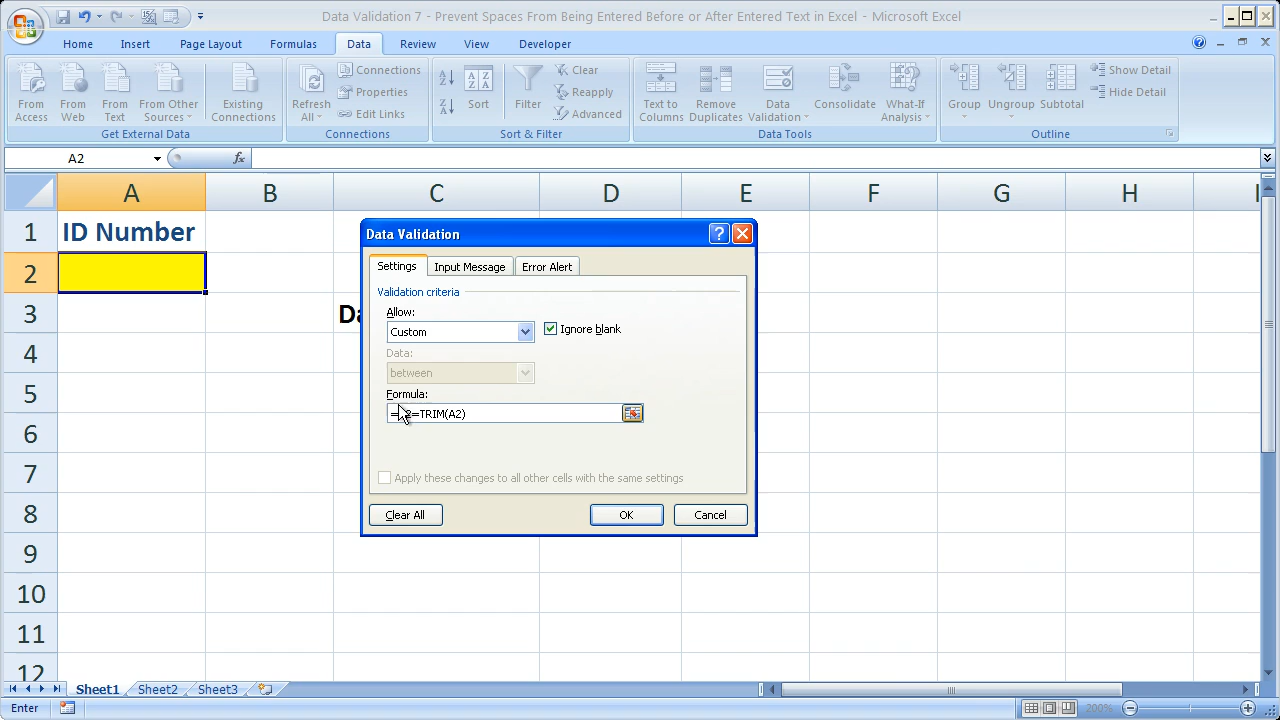 Data Validation 7 - Prevent Spaces From Being Entered Before or After Entered Text in Excel - Microsoft Excel
Home Insert Page Layout Formulas Data Review View Developer
From Access From Web From Text From Other Sources Existing Connections Refresh All Connections Properties Edit Links Sort Filter Clear Reapply Advanced Text to Columns Remove Duplicates Data Validation Consolidate What-If Analysis Group Ungroup Subtotal Show Detail Hide Detail
Get External Data Connections Sort & Filter Data Tools Outline
A2 fx
A B C D E F G H I
1 ID Number
2
3 Da
4
5
6
7
8
9
10
11
12
Data Validation
Settings Input Message Error Alert
Validation criteria
Allow:
Custom Ignore blank
Data:
between
Formula:
=TRIM(A2)
Apply these changes to all other cells with the same settings
Clear All OK Cancel
Sheet1 Sheet2 Sheet3
Enter 200%